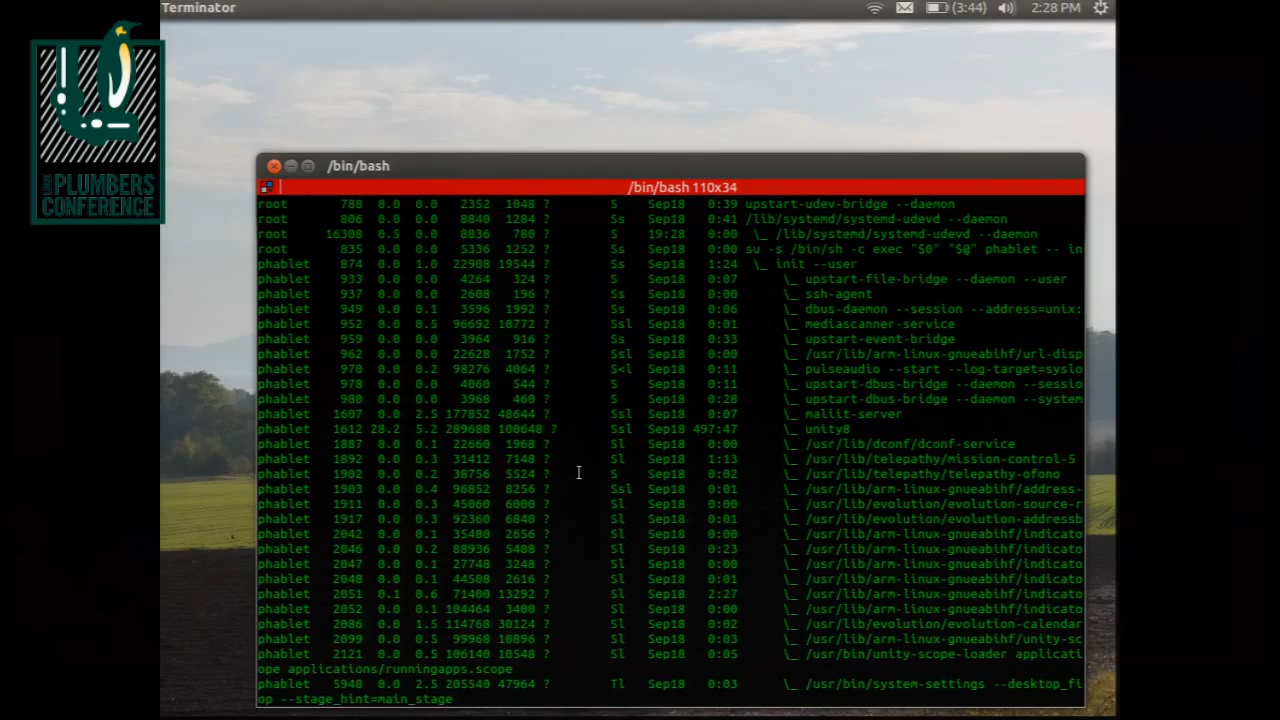 Terminator
(3:44) 2:28 PM
LINUX
PLUMBERS
CONFERENCE
/bin/bash
/bin/bash 110x34
root 788 0.0 0.0 2352 1048 ? S Sep18 0:39 upstart-udev-bridge --daemon
root 806 0.0 0.0 8840 1284 ? Ss Sep18 0:41 /lib/systemd/systemd-udevd --daemon
root 16308 0.5 0.0 8836 780 ? S 19:28 0:00 \_ /lib/systemd/systemd-udevd --daemon
root 835 0.0 0.0 5336 1252 ? Ss Sep18 0:00 su -s /bin/sh -c exec "$0" "$@" phablet -- in
phablet 874 0.0 1.0 22908 19544 ? Ss Sep18 1:24 \_ init --user
phablet 933 0.0 0.0 4264 324 ? S Sep18 0:07 \_ upstart-file-bridge --daemon --user
phablet 937 0.0 0.0 2608 196 ? Ss Sep18 0:00 \_ ssh-agent
phablet 949 0.0 0.1 3596 1992 ? Ss Sep18 0:06 \_ dbus-daemon --session --address=unix:
phablet 952 0.0 0.5 96692 10772 ? Ssl Sep18 0:01 \_ mediascanner-service
phablet 959 0.0 0.0 3964 916 ? S Sep18 0:33 \_ upstart-event-bridge
phablet 962 0.0 0.0 22628 1752 ? Ssl Sep18 0:00 \_ /usr/lib/arm-linux-gnueabihf/url-disp
phablet 970 0.0 0.2 98276 4064 ? S<l Sep18 0:11 \_ pulseaudio --start --log-target=syslo
phablet 978 0.0 0.0 4060 544 ? S Sep18 0:11 \_ upstart-dbus-bridge --daemon --sessio
phablet 980 0.0 0.0 3968 460 ? S Sep18 0:28 \_ upstart-dbus-bridge --daemon --system
phablet 1607 0.0 2.5 177852 48644 ? Ssl Sep18 0:07 \_ maliit-server
phablet 1612 28.2 5.2 289688 100648 ? Ssl Sep18 497:47 \_ unity8
phablet 1887 0.0 0.1 22660 1968 ? Sl Sep18 0:00 \_ /usr/lib/dconf/dconf-service
phablet 1892 0.0 0.3 31412 7148 ? Sl Sep18 1:13 \_ /usr/lib/telepathy/mission-control-5
phablet 1902 0.0 0.2 38756 5524 ? S Sep18 0:02 \_ /usr/lib/telepathy/telepathy-ofono
phablet 1903 0.0 0.4 96852 8256 ? Ssl Sep18 0:01 \_ /usr/lib/arm-linux-gnueabihf/address-
phablet 1911 0.0 0.3 45060 6000 ? Sl Sep18 0:00 \_ /usr/lib/evolution/evolution-source-r
phablet 1917 0.0 0.3 92360 6840 ? Sl Sep18 0:01 \_ /usr/lib/evolution/evolution-addressb
phablet 2042 0.0 0.1 35480 2656 ? Sl Sep18 0:00 \_ /usr/lib/arm-linux-gnueabihf/indicato
phablet 2046 0.0 0.2 88936 5408 ? Sl Sep18 0:23 \_ /usr/lib/arm-linux-gnueabihf/indicato
phablet 2047 0.0 0.1 27748 3248 ? Sl Sep18 0:00 \_ /usr/lib/arm-linux-gnueabihf/indicato
phablet 2048 0.0 0.1 44508 2616 ? Sl Sep18 0:01 \_ /usr/lib/arm-linux-gnueabihf/indicato
phablet 2051 0.1 0.6 71400 13292 ? Sl Sep18 2:27 \_ /usr/lib/arm-linux-gnueabihf/indicato
phablet 2052 0.0 0.1 104464 3400 ? Sl Sep18 0:00 \_ /usr/lib/arm-linux-gnueabihf/indicato
phablet 2086 0.0 1.5 114768 30124 ? Sl Sep18 0:02 \_ /usr/lib/evolution/evolution-calendar
phablet 2099 0.0 0.5 99968 10896 ? Sl Sep18 0:03 \_ /usr/lib/arm-linux-gnueabihf/unity-sc
phablet 2121 0.0 0.5 106140 10548 ? Sl Sep18 0:05 \_ /usr/bin/unity-scope-loader applicati
ope applications/runningapps.scope
phablet 5948 0.0 2.5 205540 47964 ? Tl Sep18 0:03 \_ /usr/bin/system-settings --desktop_fi
op --stage_hint=main_stage